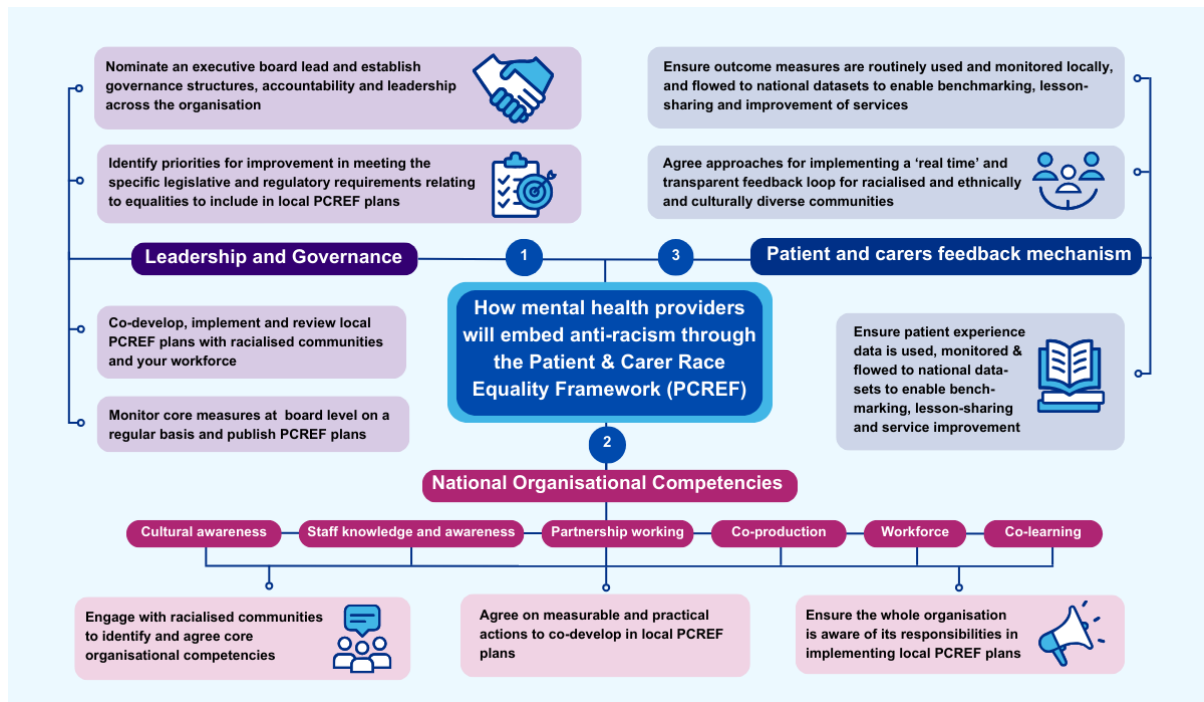 Nominate an executive board lead and establish
governance structures, accountability and leadership
across the organisation
Identify priorities for improvement in meeting the
specific legislative and regulatory requirements relating
to equalities to include in local PCREF plans
Leadership and Governance
1
Co-develop, implement and review local
PCREF plans with racialised communities
and your workforce
Monitor core measures at  board level on a
regular basis and publish PCREF plans
Ensure outcome measures are routinely used and monitored locally,
and flowed to national datasets to enable benchmarking, lesson-
sharing and improvement of services
Agree approaches for implementing a ‘real time’ and
transparent feedback loop for racialised and ethnically
and culturally diverse communities
3
Patient and carers feedback mechanism
Ensure patient experience
data is used, monitored &
flowed to national data-
sets to enable bench-
marking, lesson-sharing
and service improvement
How mental health providers
will embed anti-racism through
the Patient & Carer Race
Equality Framework (PCREF)
2
National Organisational Competencies
Cultural awareness
Staff knowledge and awareness
Partnership working
Co-production
Workforce
Co-learning
Engage with racialised communities
to identify and agree core
organisational competencies
Agree on measurable and practical
actions to co-develop in local PCREF
plans
Ensure the whole organisation
is aware of its responsibilities in
implementing local PCREF plans